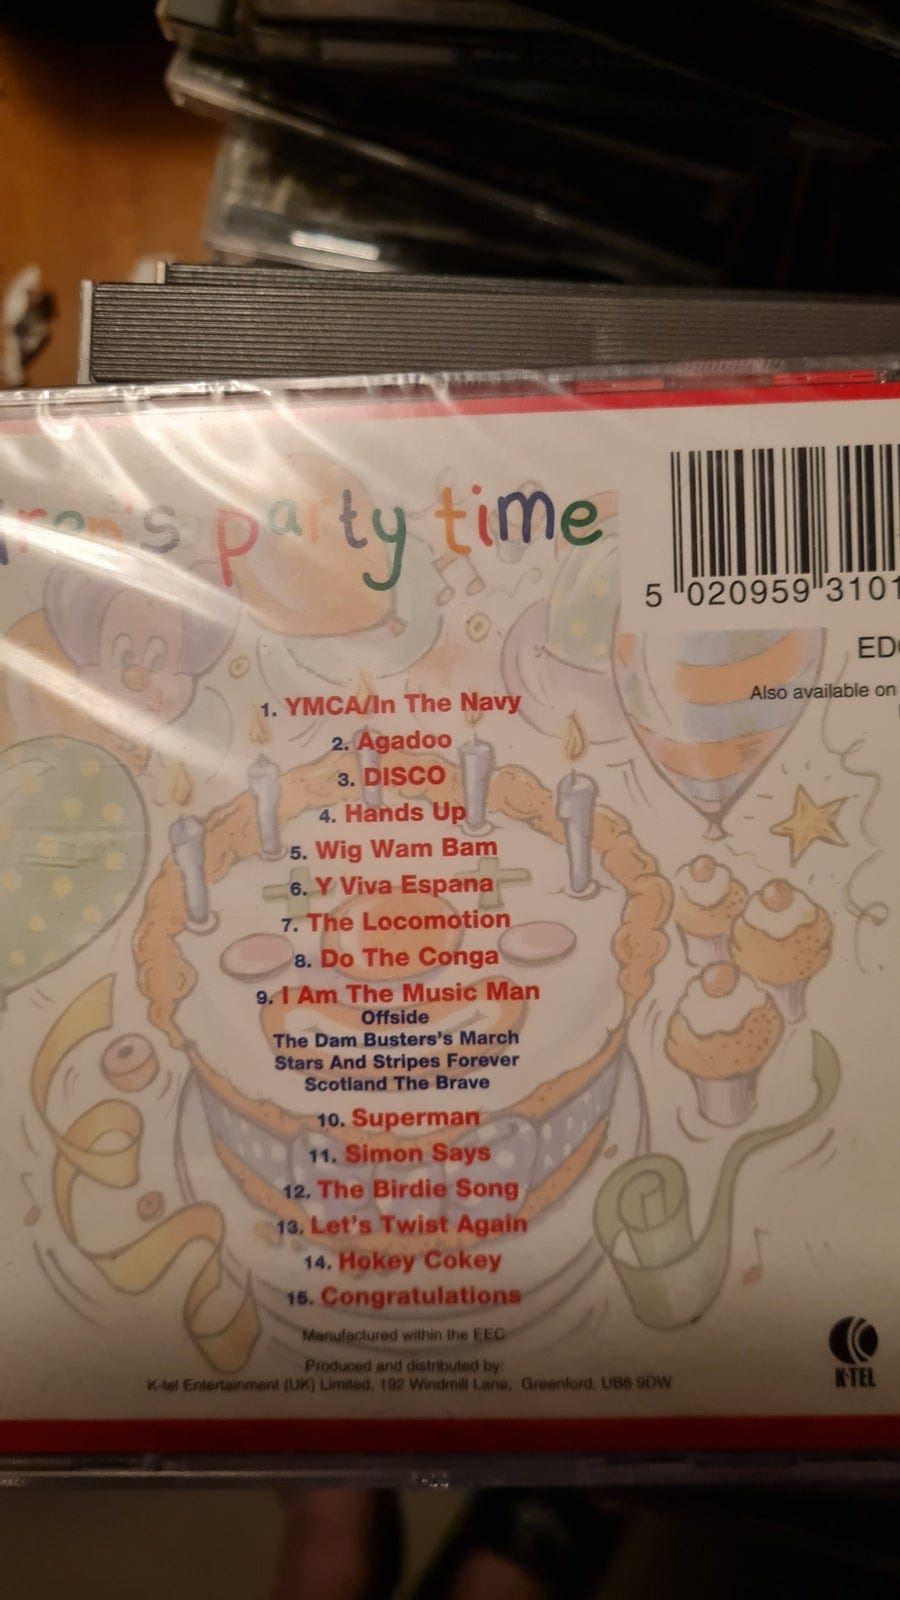 ren's party time
5 020959 3101
ED
Also available on
1. YMCA/In The Navy
2. Agadoo
3. DISCO
4. Hands Up
5. Wig Wam Bam
6. Y Viva Espana
7. The Locomotion
8. Do The Conga
9. I Am The Music Man
Offside
The Dam Busters's March
Stars And Stripes Forever
Scotland The Brave
10. Superman
11. Simon Says
12. The Birdie Song
13. Let's Twist Again
14. Hokey Cokey
15. Congratulations
Manufactured within the EEC
Produced and distributed by:
K-tel Entertainment (UK) Limited, 192 Windmill Lane, Greenford, UB6 9DW
K-TEL